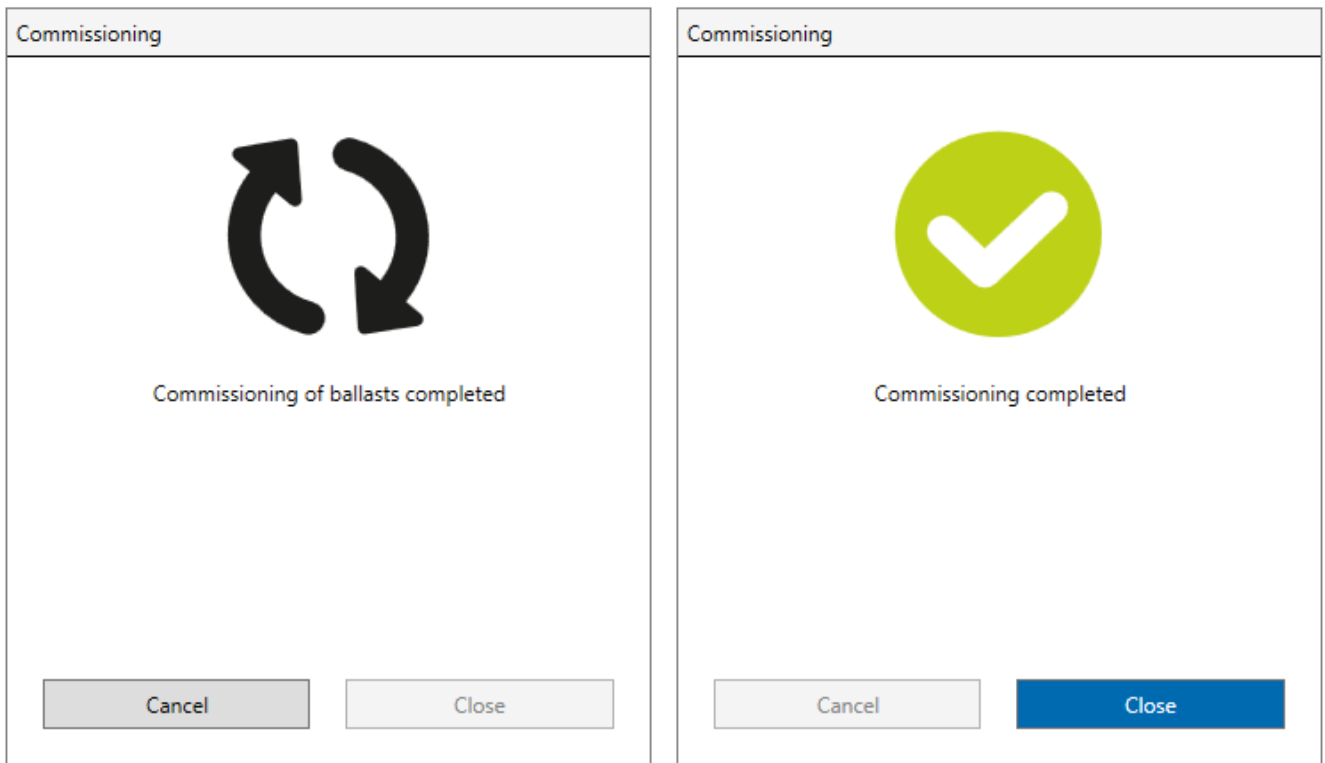 Commissioning
Commissioning of ballasts completed
Cancel
Close
Commissioning
Commissioning completed
Cancel
Close